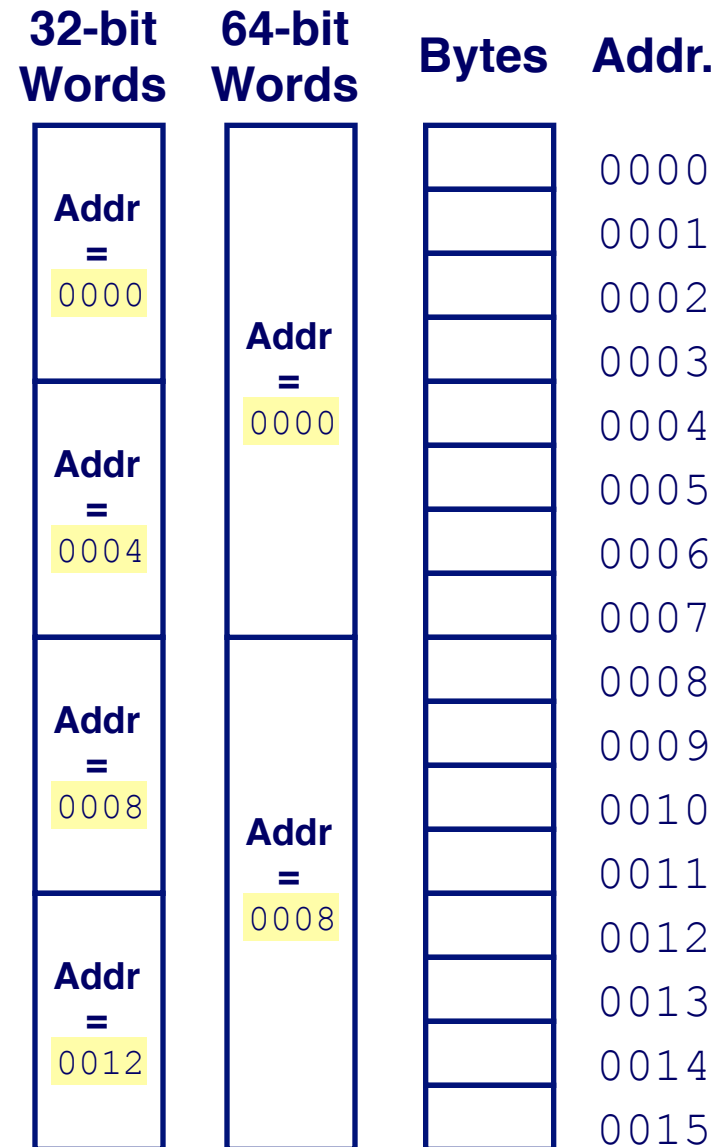 32-bit Words
64-bit Words
Bytes
Addr.
Addr
=
0000
Addr
=
0004
Addr
=
0008
Addr
=
0012
Addr
=
0000
Addr
=
0008
0000
0001
0002
0003
0004
0005
0006
0007
0008
0009
0010
0011
0012
0013
0014
0015